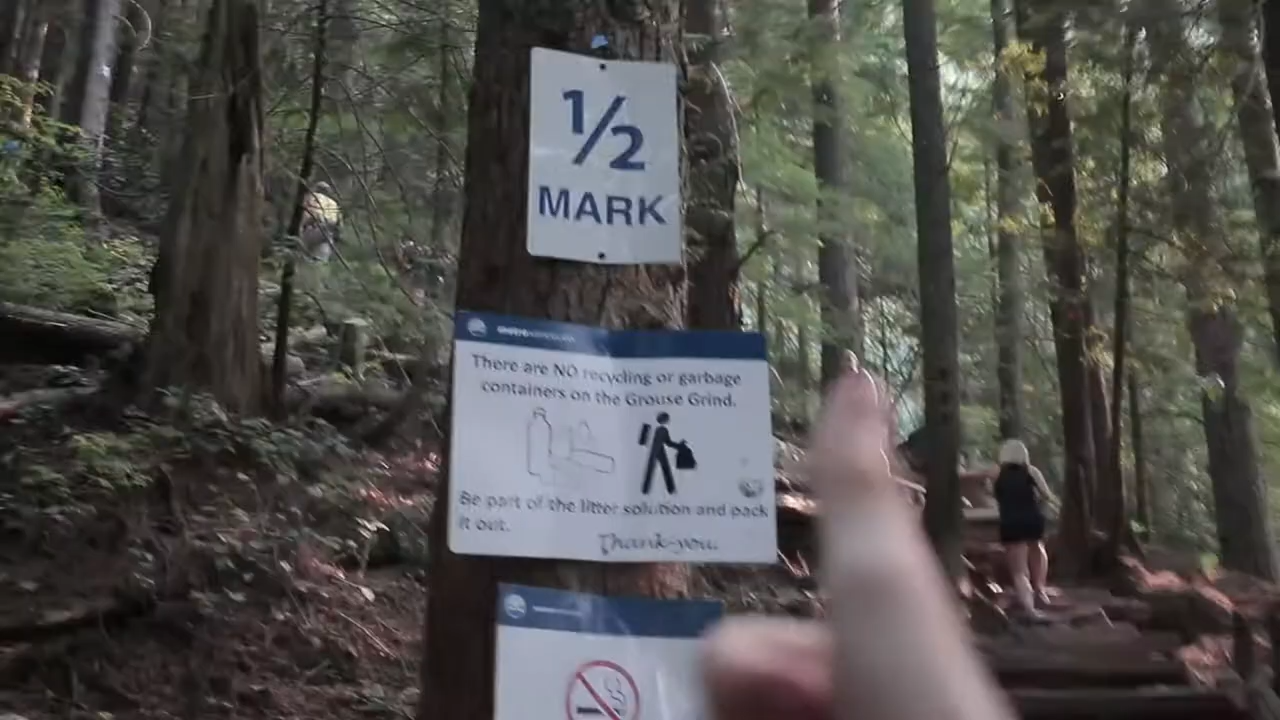 1/2
MARK
There are NO recycling or garbage
containers on the Grouse Grind.
Be part of the litter solution and pack
it out.
Thank-you.